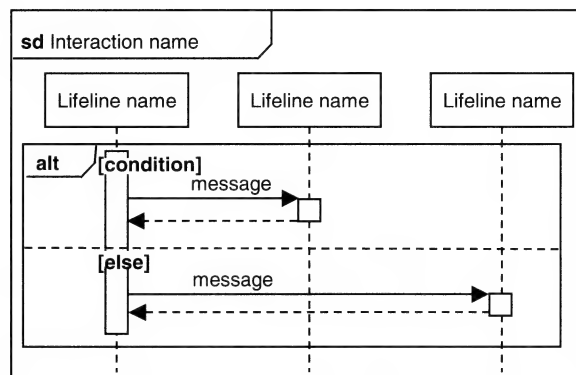 sd Interaction name
Lifeline name
Lifeline name
Lifeline name
alt
[condition]
message
[else]
message